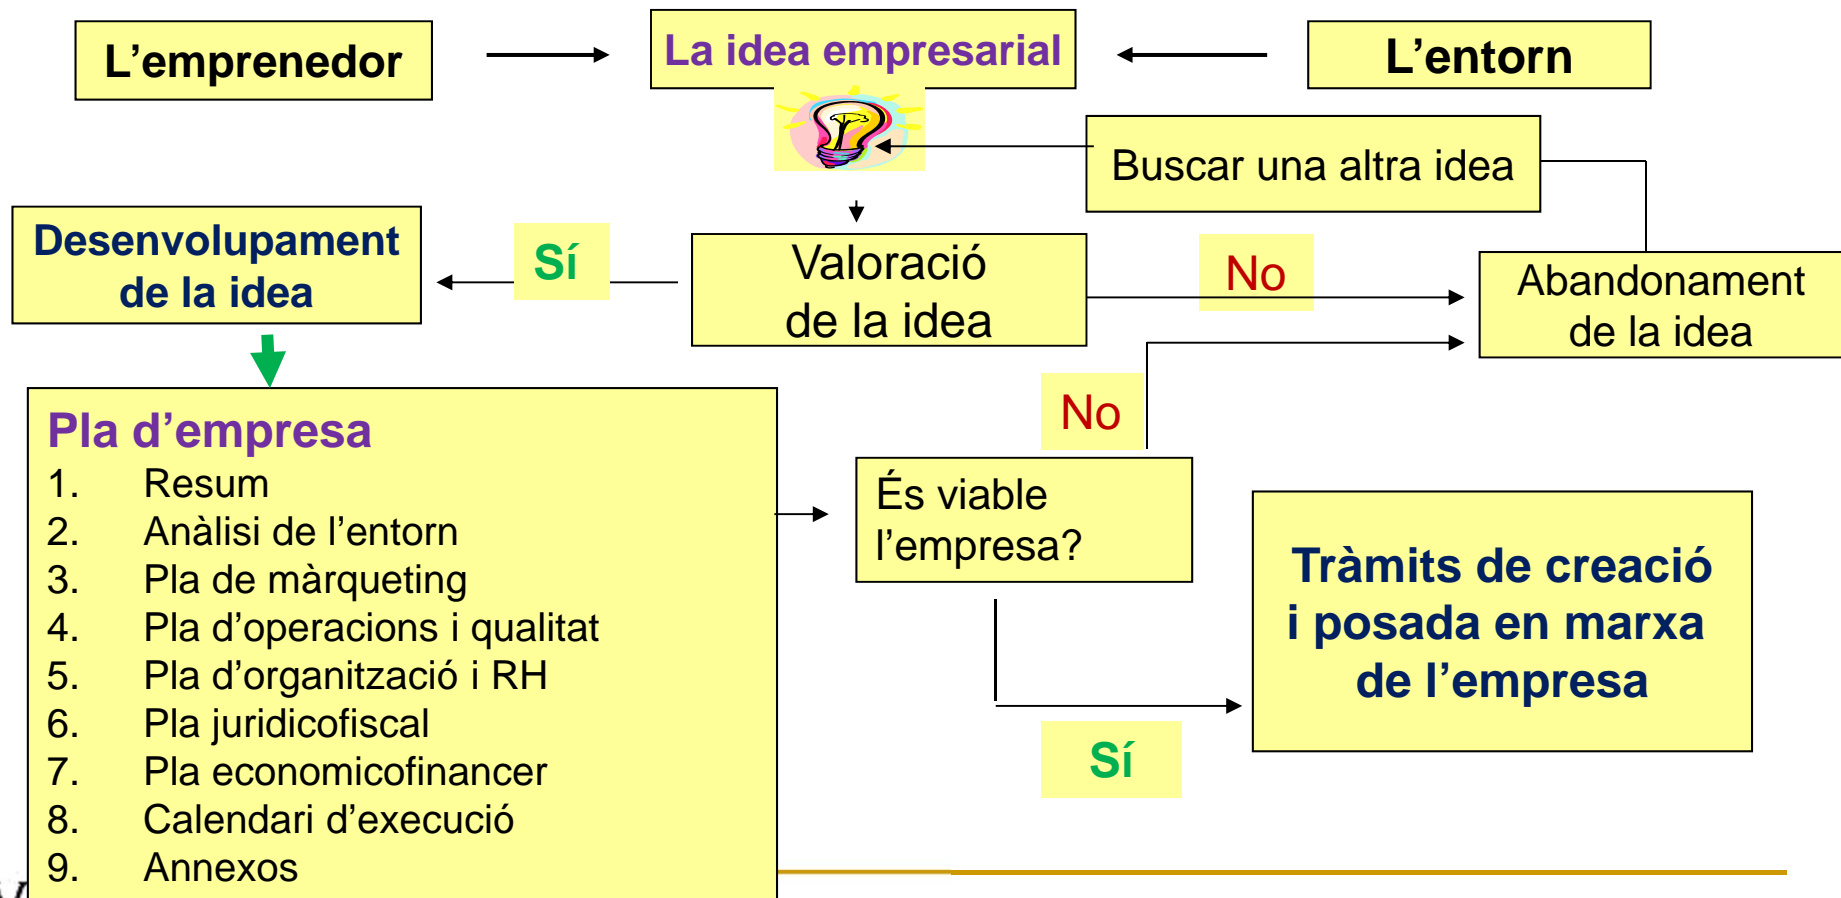 L’emprenedor
La idea empresarial
L’entorn
Buscar una altra idea
Desenvolupament
de la idea
Sí
Valoració
de la idea
No
Abandonament
de la idea
Pla d’empresa
1. Resum
2. Anàlisi de l’entorn
3. Pla de màrqueting
4. Pla d’operacions i qualitat
5. Pla d’organització i RH
6. Pla juridicofiscal
7. Pla economicofinancer
8. Calendari d’execució
9. Annexos
No
És viable
l’empresa?
Tràmits de creació
i posada en marxa
de l’empresa
Sí